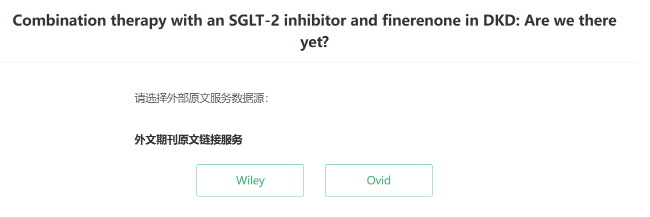 Combination therapy with an SGLT-2 inhibitor and finerenone in DKD: Are we there
yet?
请选择外部原文服务数据源：
外文期刊原文链接服务
Wiley
Ovid